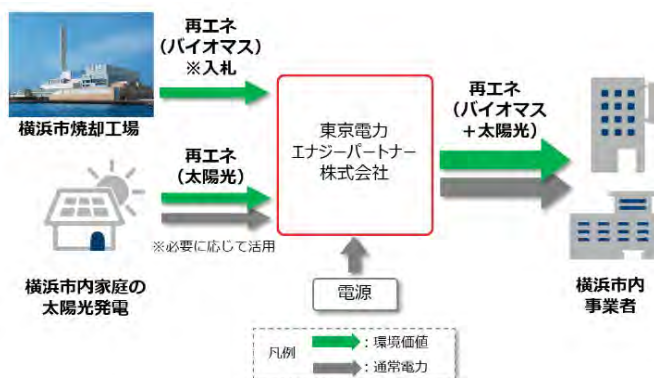 再エネ
（バイオマス）
※入札
横浜市焼却工場
再エネ
（太陽光）
※必要に応じて活用
横浜市内家庭の
太陽光発電
東京電力
エナジーパートナー
株式会社
電源
再エネ
（バイオマス
＋太陽光）
横浜市内
事業者
凡例
：環境価値
：通常電力